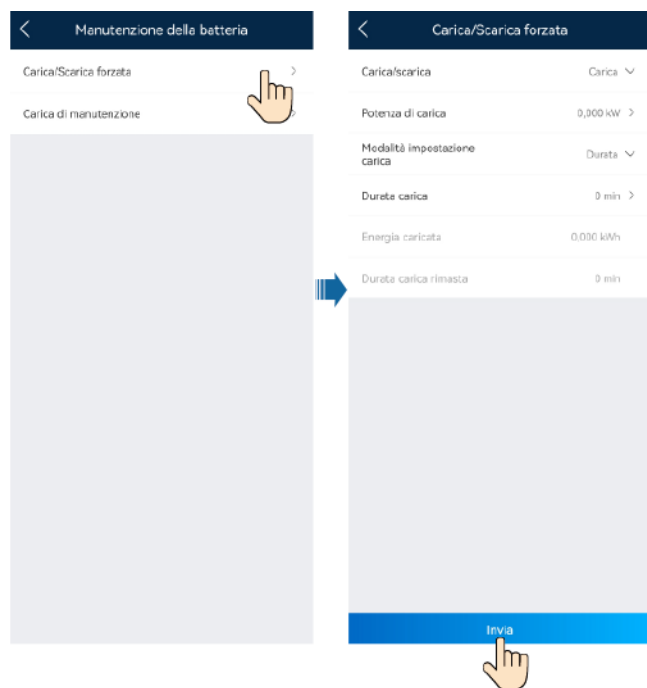 Manutenzione della batteria
Carica/Scarica forzata
Carica di manutenzione
Carica/Scarica forzata
Carica/scarica Carica
Potenza di carica 0,000 kW
Modalità impostazione
carica Durata
Durata carica 0 min
Energia caricata 0,000 kWh
Durata carica rimasta 0 min
Invia